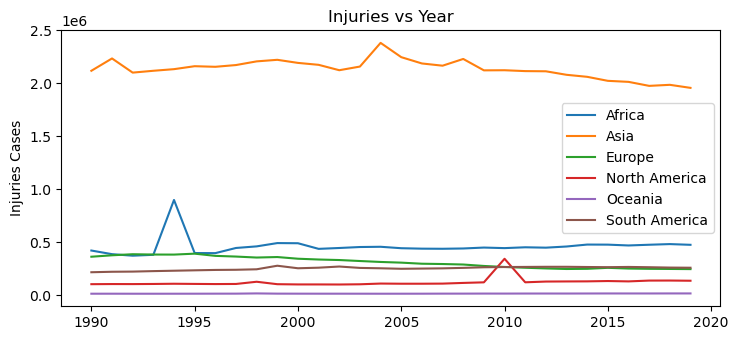 Injuries vs Year
1e6
Injuries Cases
2.5
2.0
1.5
1.0
0.5
0.0
1990 1995 2000 2005 2010 2015 2020
Africa
Asia
Europe
North America
Oceania
South America